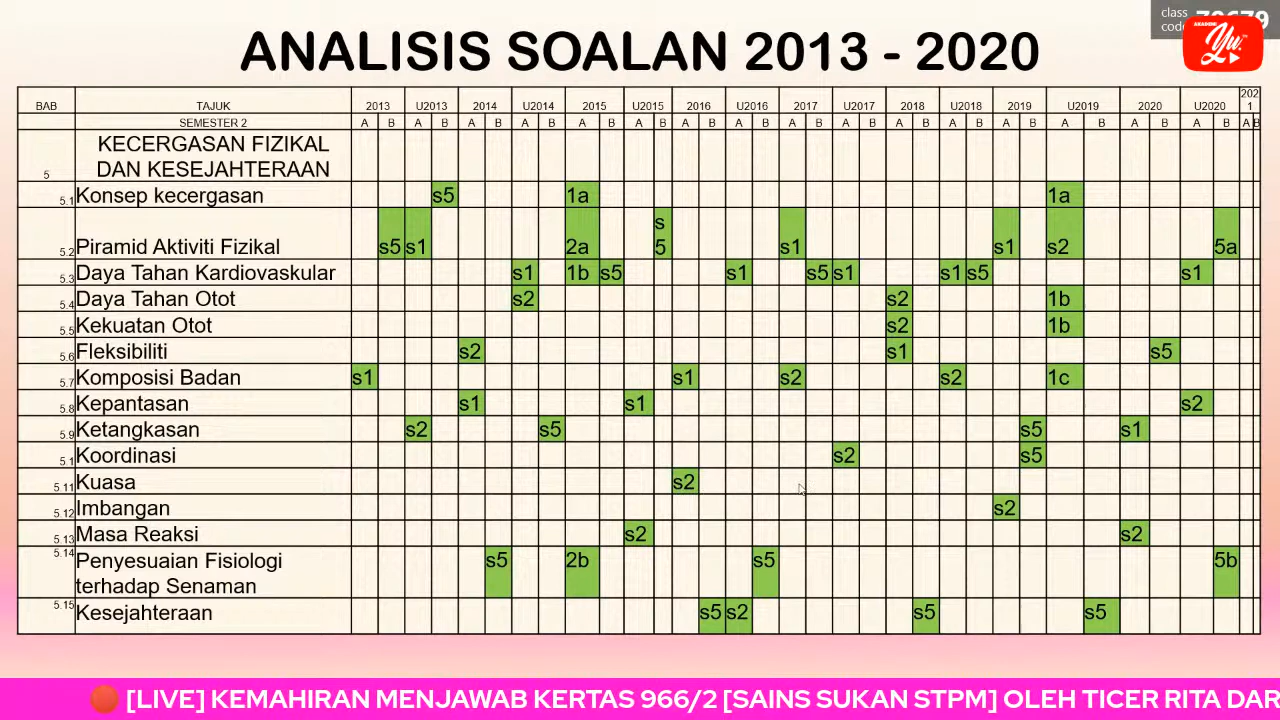 class
code
AKADEMI
Yu
ANALISIS SOALAN 2013 - 2020
BAB TAJUK 2013 U2013 2014 U2014 2015 U2015 2016 U2016 2017 U2017 2018 U2018 2019 U2019 2020 U2020 2021
SEMESTER 2 A B A B A B A B A B A B A B A B A B A B A B A B A B A B A B A B A B
5 KECERGASAN FIZIKAL
DAN KESEJAHTERAAN
5.1 Konsep kecergasan s5 1a 1a
5.2 Piramid Aktiviti Fizikal s5 s1 2a s5 s1 s1 s2 5a
5.3 Daya Tahan Kardiovaskular s1 1b s5 s1 s5 s1 s1 s5 s1
5.4 Daya Tahan Otot s2 s2 1b
5.5 Kekuatan Otot s2 1b
5.6 Fleksibiliti s2 s1 s5
5.7 Komposisi Badan s1 s1 s2 s2 1c
5.8 Kepantasan s1 s1 s2
5.9 Ketangkasan s2 s5 s5 s1
5.1 Koordinasi s2 s5
5.11 Kuasa s2
5.12 Imbangan s2
5.13 Masa Reaksi s2 s2
5.14 Penyesuaian Fisiologi s5 2b s5 5b
terhadap Senaman
5.15 Kesejahteraan s5 s2 s5 s5
[LIVE] KEMAHIRAN MENJAWAB KERTAS 966/2 [SAINS SUKAN STPM] OLEH TICER RITA DAR